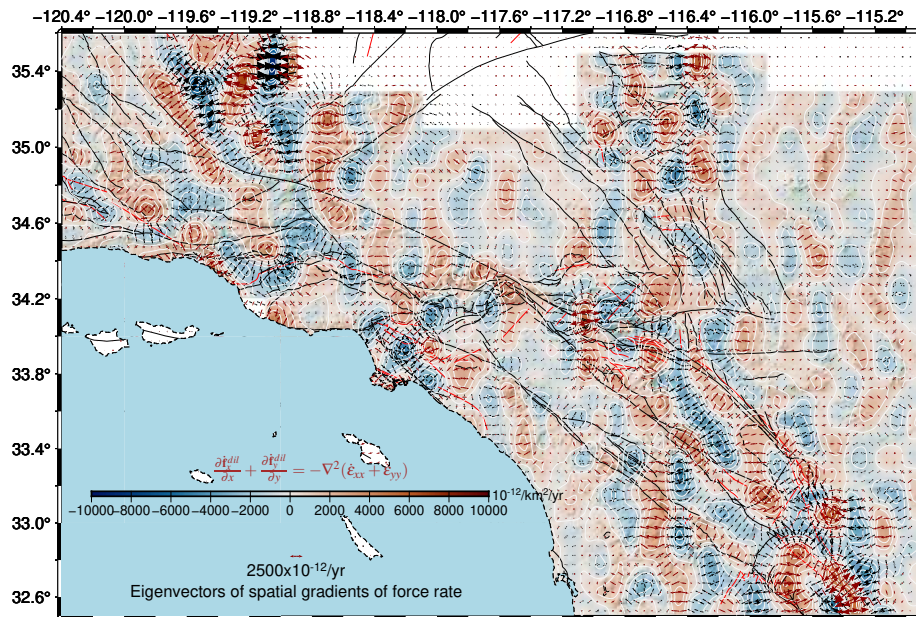 −120.4° −120.0° −119.6° −119.2° −118.8° −118.4° −118.0° −117.6° −117.2° −116.8° −116.4° −116.0° −115.6° −115.2°
35.4°
35.0°
34.6°
34.2°
33.8°
33.4°
33.0°
32.6°
∂ḟ_x^{dil}/∂x + ∂ḟ_y^{dil}/∂y = −∇²(ε̇_{xx} + ε̇_{yy})
10⁻¹²/km²/yr
−10000 −8000 −6000 −4000 −2000 0 2000 4000 6000 8000 10000
2500x10⁻¹²/yr
Eigenvectors of spatial gradients of force rate